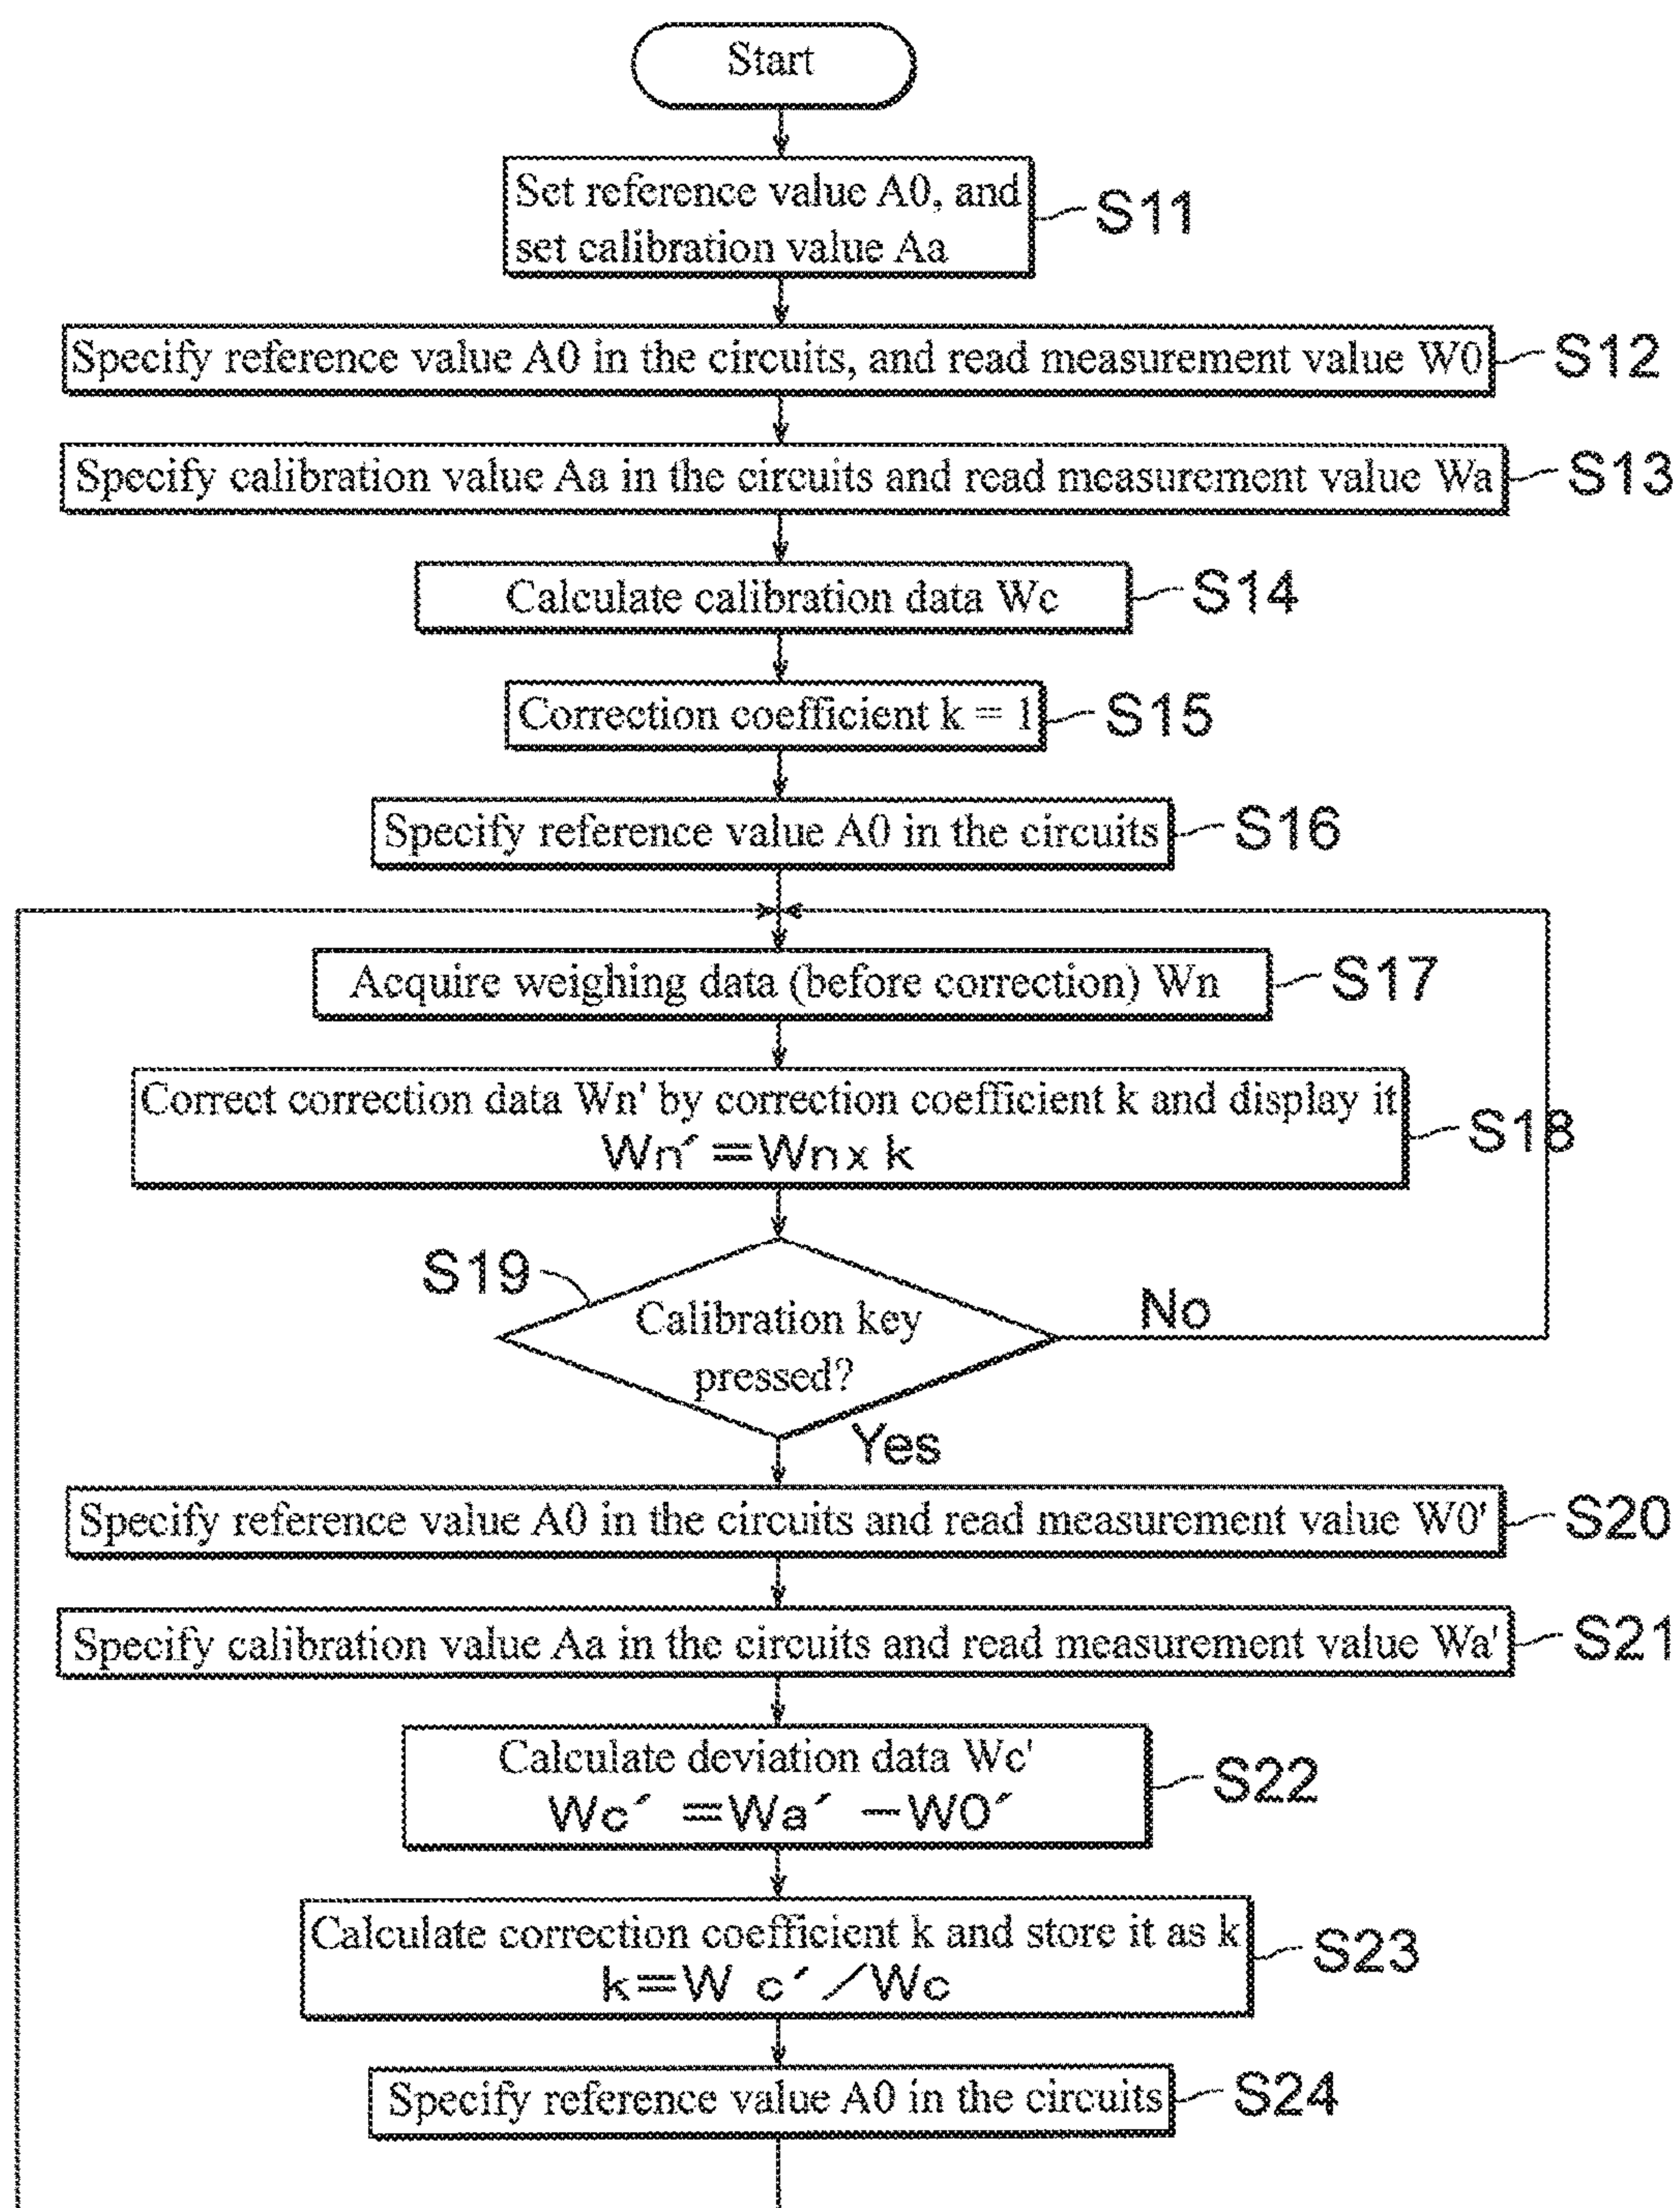 Start
Set reference value A0, and
set calibration value Aa
S11
Specify reference value A0 in the circuits, and read measurement value W0
S12
Specify calibration value Aa in the circuits and read measurement value Wa
S13
Calculate calibration data Wc
S14
Correction coefficient k = 1
S15
Specify reference value A0 in the circuits
S16
Acquire weighing data (before correction) Wn
S17
Correct correction data Wn' by correction coefficient k and display it
Wn´=Wn x k
S18
S19
Calibration key
pressed?
No
Yes
Specify reference value A0 in the circuits and read measurement value W0'
S20
Specify calibration value Aa in the circuits and read measurement value Wa'
S21
Calculate deviation data Wc'
Wc´ =Wa´ −W0´
S22
Calculate correction coefficient k and store it as k
k=W c´/Wc
S23
Specify reference value A0 in the circuits
S24